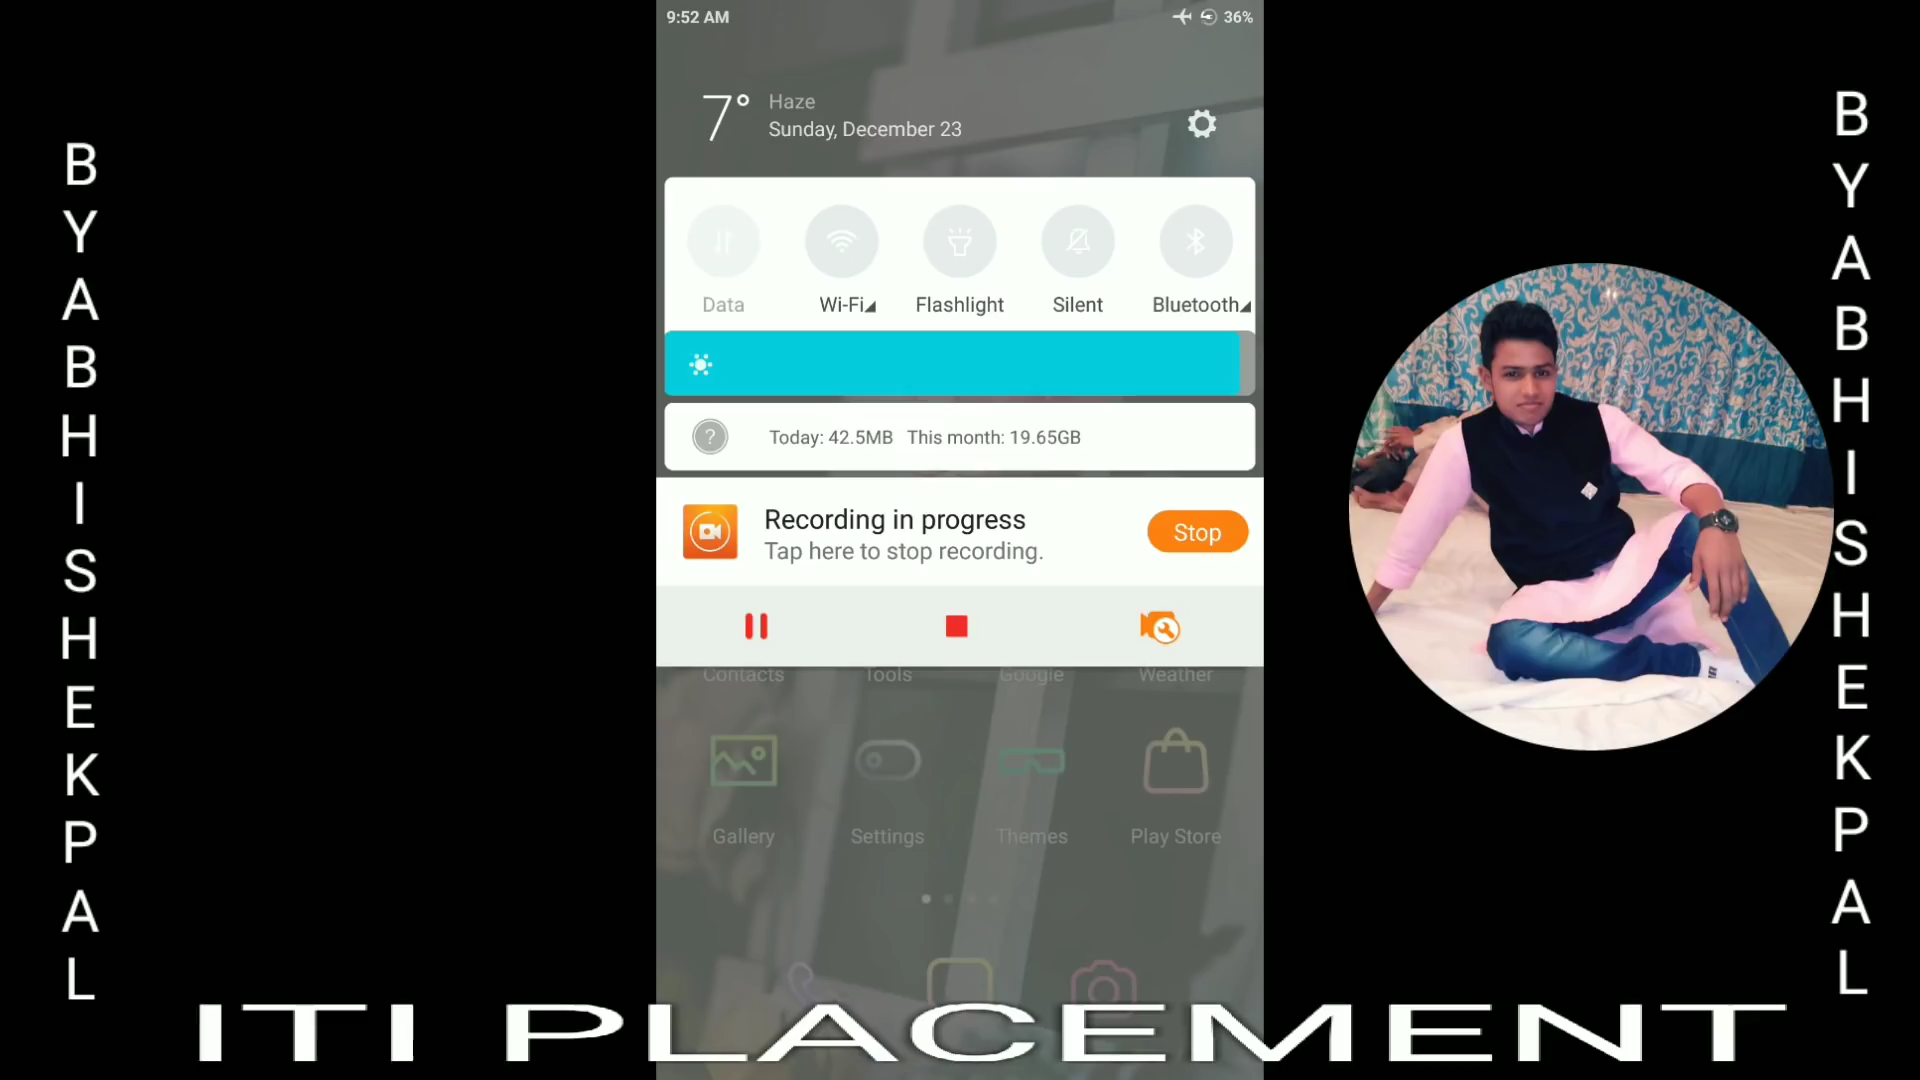 9:52 AM 36%
7° Haze
Sunday, December 23
Data Wi-Fi Flashlight Silent Bluetooth
? Today: 42.5MB This month: 19.65GB
Recording in progress
Tap here to stop recording.
Stop
Contacts Tools Google Weather
Gallery Settings Themes Play Store
B
Y
A
B
H
I
S
H
E
K
P
A
L
B
Y
A
B
H
I
S
H
E
K
P
A
L
ITI PLACEMENT